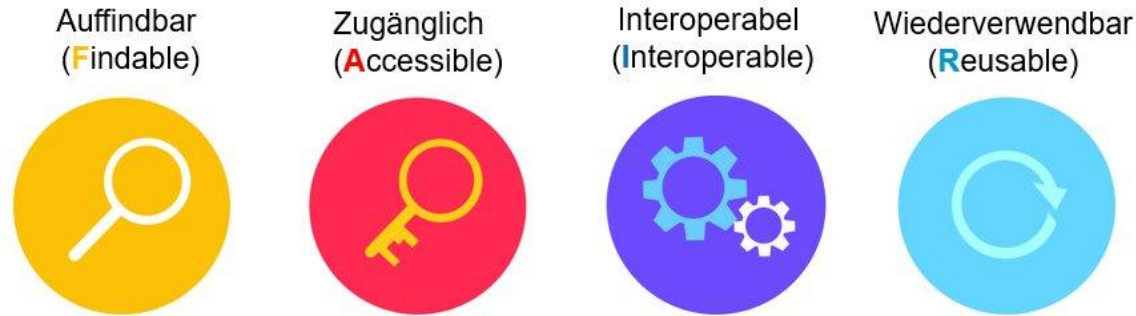 Auffindbar
(Findable)
Zugänglich
(Accessible)
Interoperabel
(Interoperable)
Wiederverwendbar
(Reusable)